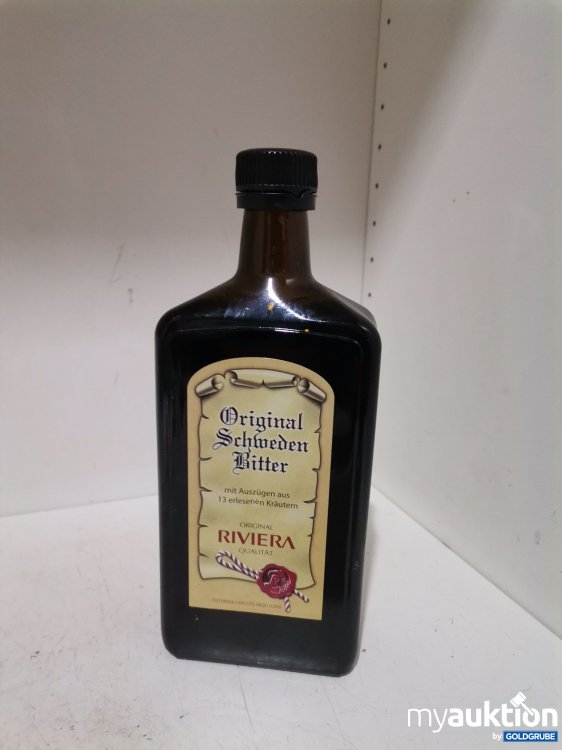 Original
Schweden
Bitter
mit Auszügen aus
13 erlesenen Kräutern
ORIGINAL
RIVIERA
QUALITÄT
myauktion
by GOLDGRUBE